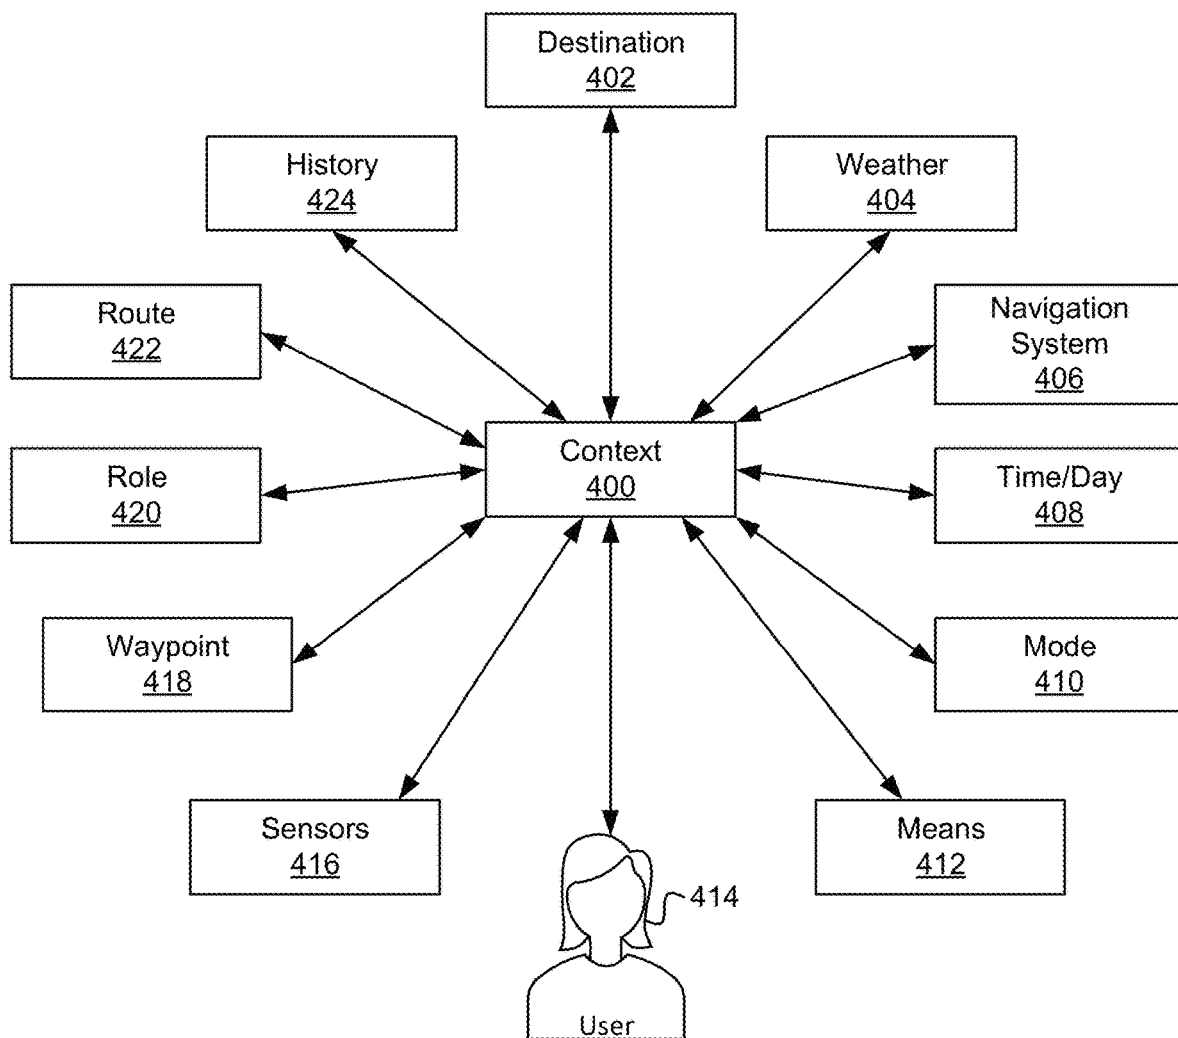 Destination
402
History
424
Weather
404
Route
422
Navigation
System
406
Context
400
Role
420
Time/Day
408
Waypoint
418
Mode
410
Sensors
416
Means
412
414
User